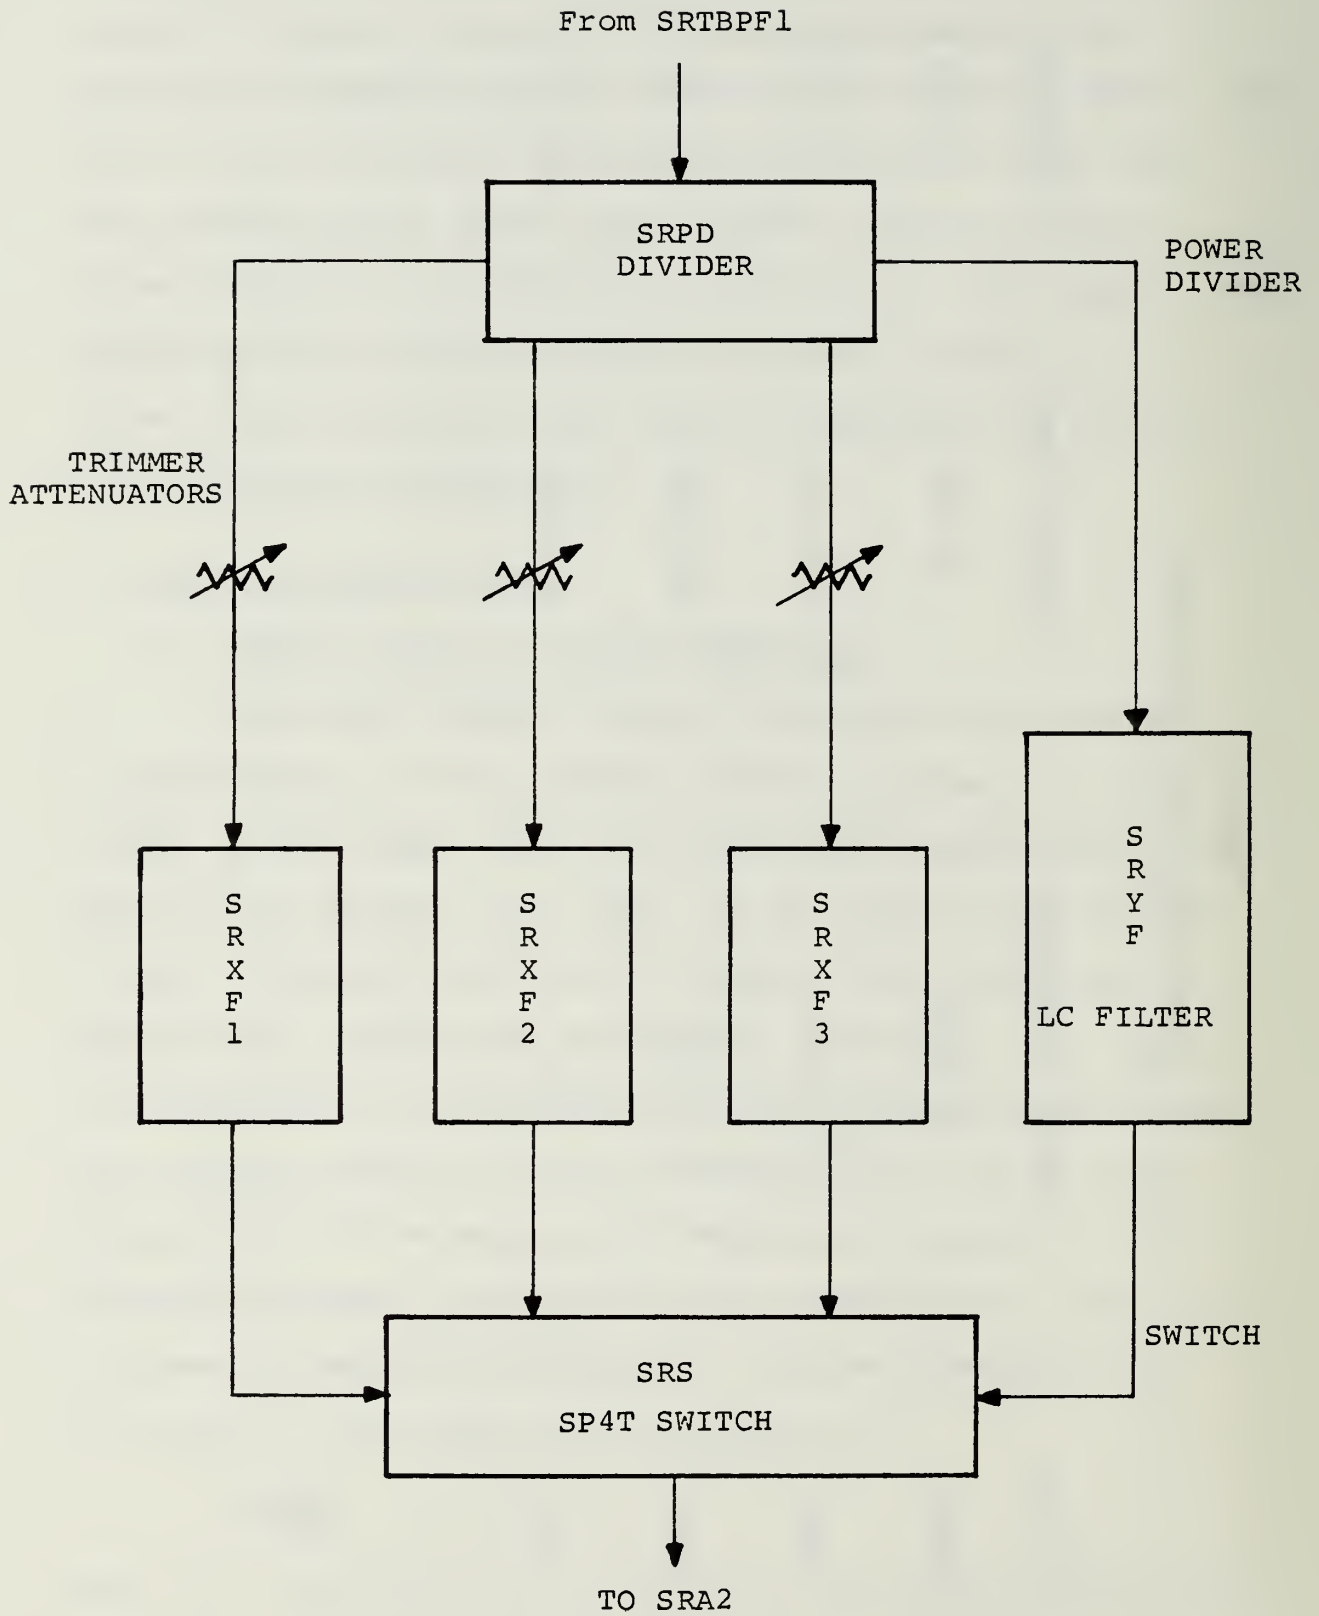 From SRTBPF1
SRPD
DIVIDER
POWER
DIVIDER
TRIMMER
ATTENUATORS
S
R
X
F
1
S
R
X
F
2
S
R
X
F
3
S
R
Y
F
LC FILTER
SWITCH
SRS
SP4T SWITCH
TO SRA2